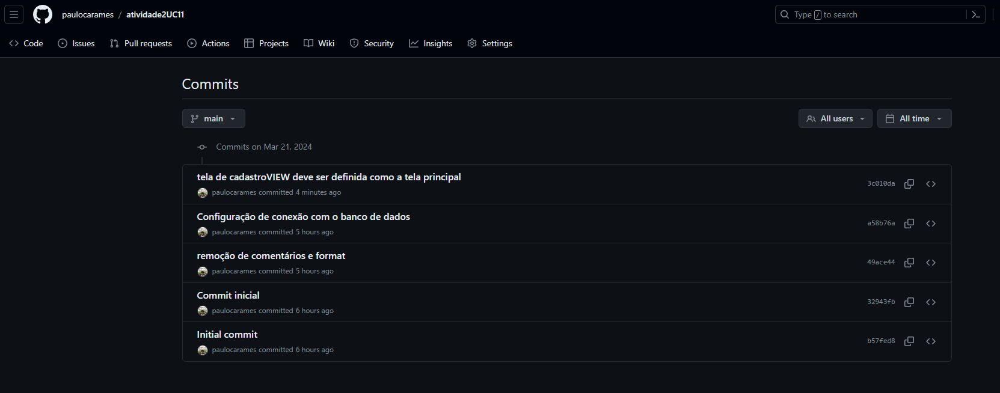 paulocarames / atividade2UC11
Type / to search
Code Issues Pull requests Actions Projects Wiki Security Insights Settings
Commits
main All users All time
Commits on Mar 21, 2024
tela de cadastroVIEW deve ser definida como a tela principal
paulocarames committed 4 minutes ago
3c010da
Configuração de conexão com o banco de dados
paulocarames committed 5 hours ago
a58b76a
remoção de comentários e format
paulocarames committed 5 hours ago
49ace44
Commit inicial
paulocarames committed 6 hours ago
32943fb
Initial commit
paulocarames committed 6 hours ago
b57fed8